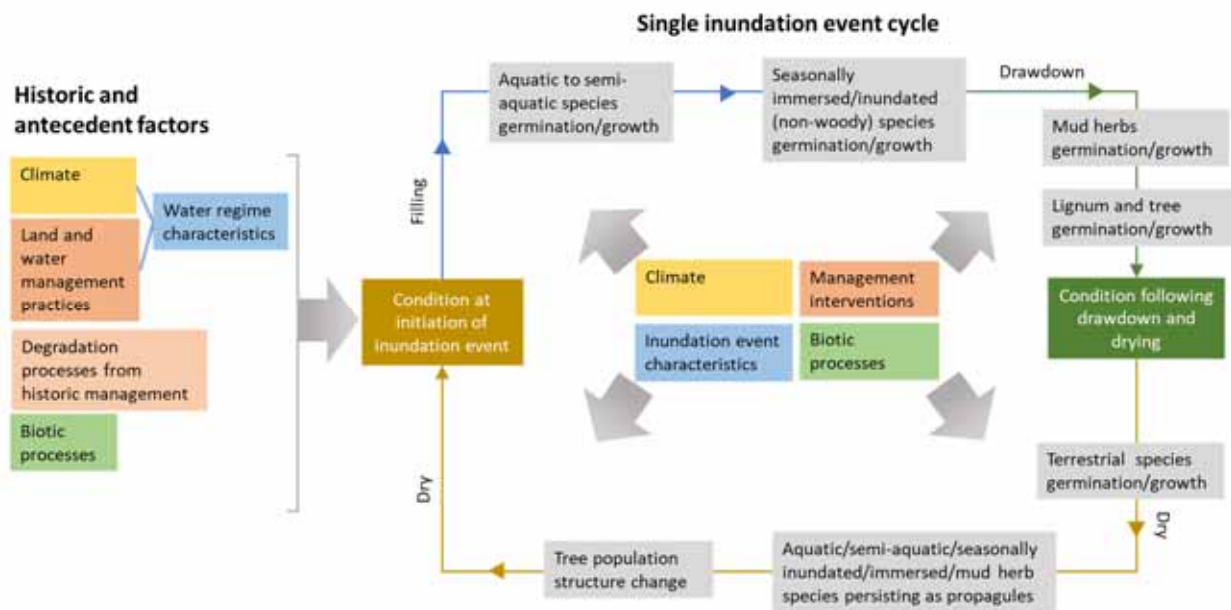 Single inundation event cycle
Historic and
antecedent factors
Climate
Land and
water
management
practices
Water regime
characteristics
Degradation
processes from
historic management
Biotic
processes
Condition at
initiation of
inundation event
Filling
Aquatic to semi-
aquatic species
germination/growth
Seasonally
immersed/inundated
(non-woody) species
germination/growth
Drawdown
Mud herbs
germination/growth
Lignum and tree
germination/growth
Condition following
drawdown and
drying
Climate
Management
interventions
Inundation event
characteristics
Biotic
processes
Terrestrial species
germination/growth
Dry
Aquatic/semi-aquatic/seasonally
inundated/immersed/mud herb
species persisting as propagules
Tree population
structure change
Dry